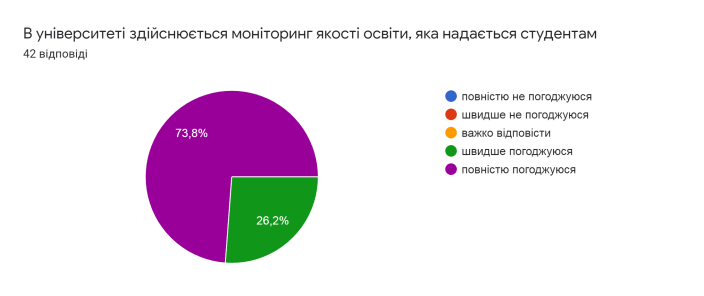 В університеті здійснюється моніторинг якості освіти, яка надається студентам
42 відповіді
73,8%
26,2%
повністю не погоджуюся
швидше не погоджуюся
важко відповісти
швидше погоджуюся
повністю погоджуюся